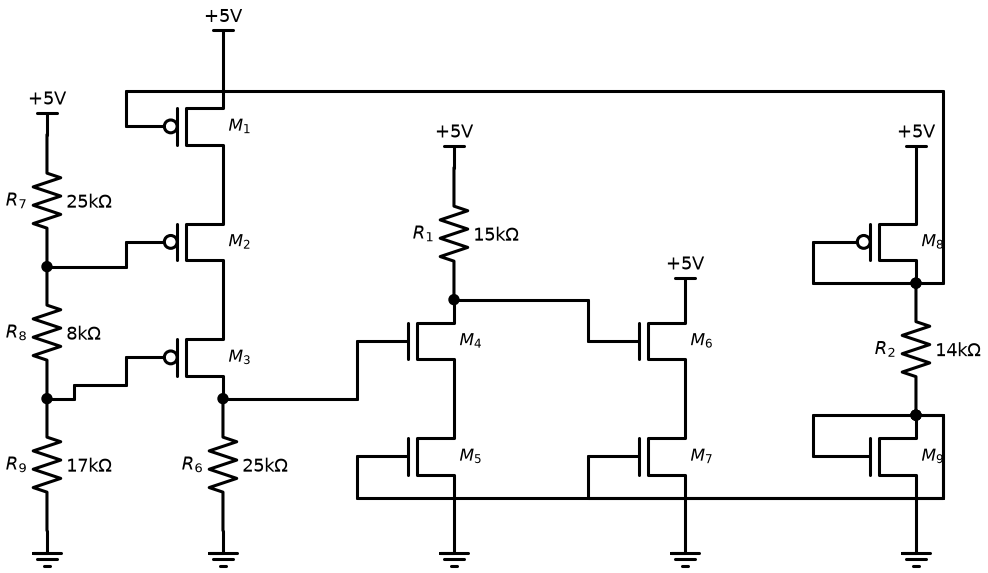 +5V
+5V
M1
R7 25kΩ
+5V
+5V
R1 15kΩ
M2
M8
+5V
R8 8kΩ
M3
M4
M6
R2 14kΩ
R9 17kΩ
R6 25kΩ
M5
M7
M9